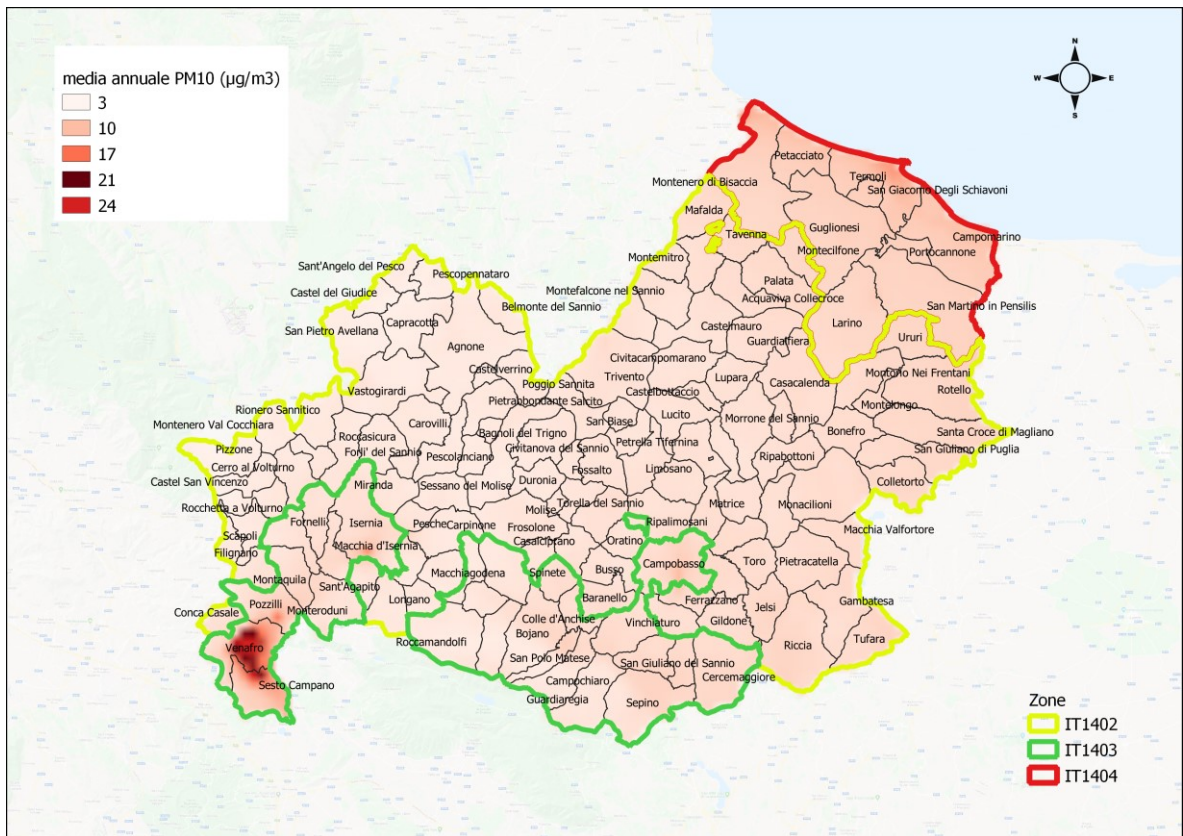 media annuale PM10 (µg/m3)
3
10
17
21
24
N
W E
S
Petacciato
Termoli
Montenero di Bisaccia
San Giacomo Degli Schiavoni
Mafalda
Guglionesi
Tavenna
Campomarino
Montecilfone
Portocannone
Montemitro
Sant'Angelo del Pesco
Pescopennataro
Palata
Castel del Giudice
Montefalcone nel Sannio
Acquaviva Collecroce
Belmonte del Sannio
San Martino in Pensilis
Capracotta
Larino
San Pietro Avellana
Castelmauro
Ururi
Agnone
Guardialfiera
Civitacampomarano
Castelverrino
Montorio Nei Frentani
Trivento
Lupara
Casacalenda
Poggio Sannita
Rotello
Vastogirardi
Castelbottaccio
Pietrabbondante
Salcito
Montelongo
Rionero Sannitico
Lucito
Morrone del Sannio
San Biase
Carovilli
Montenero Val Cocchiara
Bonefro
Santa Croce di Magliano
Bagnoli del Trigno
Roccasicura
Petrella Tifernina
Pizzone
Civitanova del Sannio
San Giuliano di Puglia
Forli' del Sannio
Pescolanciano
Ripabottoni
Cerro al Volturno
Fossalto
Limosano
Castel San Vincenzo
Miranda
Sessano del Molise
Duronia
Colletorto
Rocchetta a Volturno
Torella del Sannio
Matrice
Monacilioni
Molise
Fornelli
Isernia
Pesche
Carpinone
Frosolone
Ripalimosani
Macchia Valfortore
Scapoli
Casalciprano
Oratino
Macchia d'Isernia
Filignano
Toro
Pietracatella
Busso
Campobasso
Macchiagodena
Spinete
Montaquila
Sant'Agapito
Longano
Baranello
Ferrazzano
Gambatesa
Pozzilli
Jelsi
Conca Casale
Monteroduni
Colle d'Anchise
Vinchiaturo
Gildone
Bojano
Tufara
Roccamandolfi
Riccia
Venafro
San Polo Matese
San Giuliano del Sannio
Cercemaggiore
Sesto Campano
Campochiaro
Guardiaregia
Sepino
Zone
IT1402
IT1403
IT1404